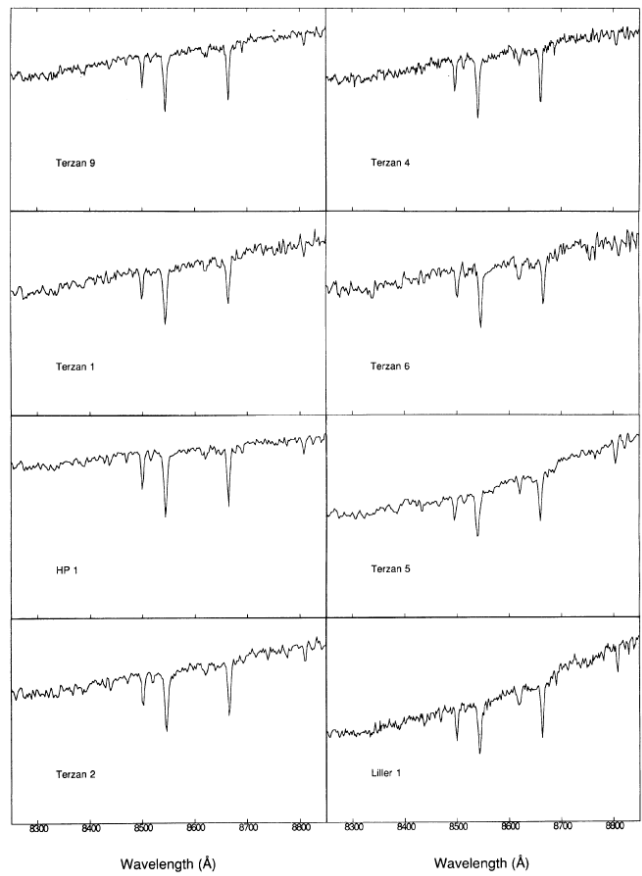 Terzan 9
Terzan 4
Terzan 1
Terzan 6
HP 1
Terzan 5
Terzan 2
Liller 1
8300 8400 8500 8600 8700 8800
8300 8400 8500 8600 8700 8800
Wavelength (Å)
Wavelength (Å)